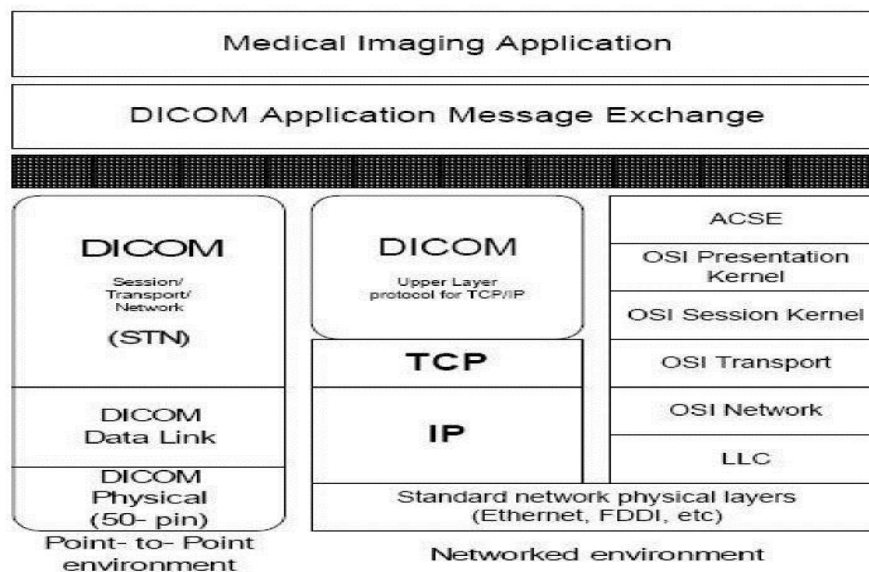 Medical Imaging Application
DICOM Application Message Exchange
DICOM
Session/
Transport/
Network
(STN)
DICOM
Data Link
DICOM
Physical
(50- pin)
Point- to- Point
environment
DICOM
Upper Layer
protocol for TCP/IP
TCP
IP
ACSE
OSI Presentation
Kernel
OSI Session Kernel
OSI Transport
OSI Network
LLC
Standard network physical layers
(Ethernet, FDDI, etc)
Networked environment